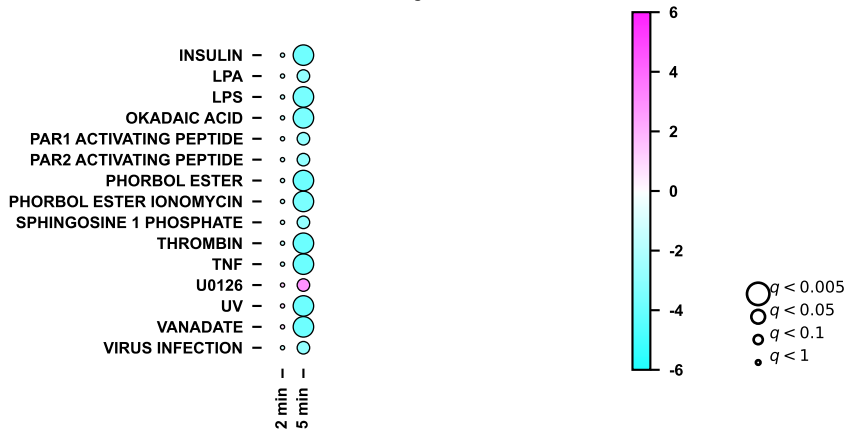 INSULIN
LPA
LPS
OKADAIC ACID
PAR1 ACTIVATING PEPTIDE
PAR2 ACTIVATING PEPTIDE
PHORBOL ESTER
PHORBOL ESTER IONOMYCIN
SPHINGOSINE 1 PHOSPHATE
THROMBIN
TNF
U0126
UV
VANADATE
VIRUS INFECTION
2 min
5 min
6
4
2
0
-2
-4
-6
q < 0.005
q < 0.05
q < 0.1
q < 1